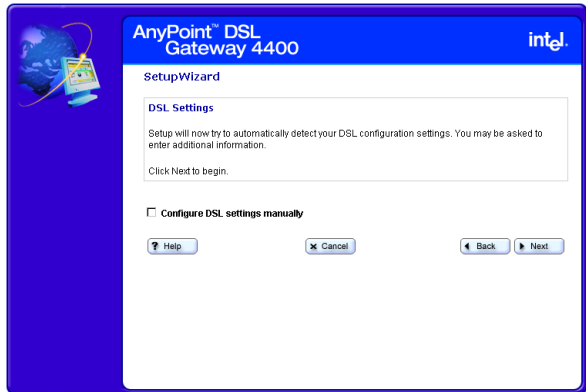 AnyPoint™ DSL
Gateway 4400
intel.
SetupWizard
DSL Settings
Setup will now try to automatically detect your DSL configuration settings. You may be asked to
enter additional information.
Click Next to begin.
Configure DSL settings manually
? Help
x Cancel
Back
Next